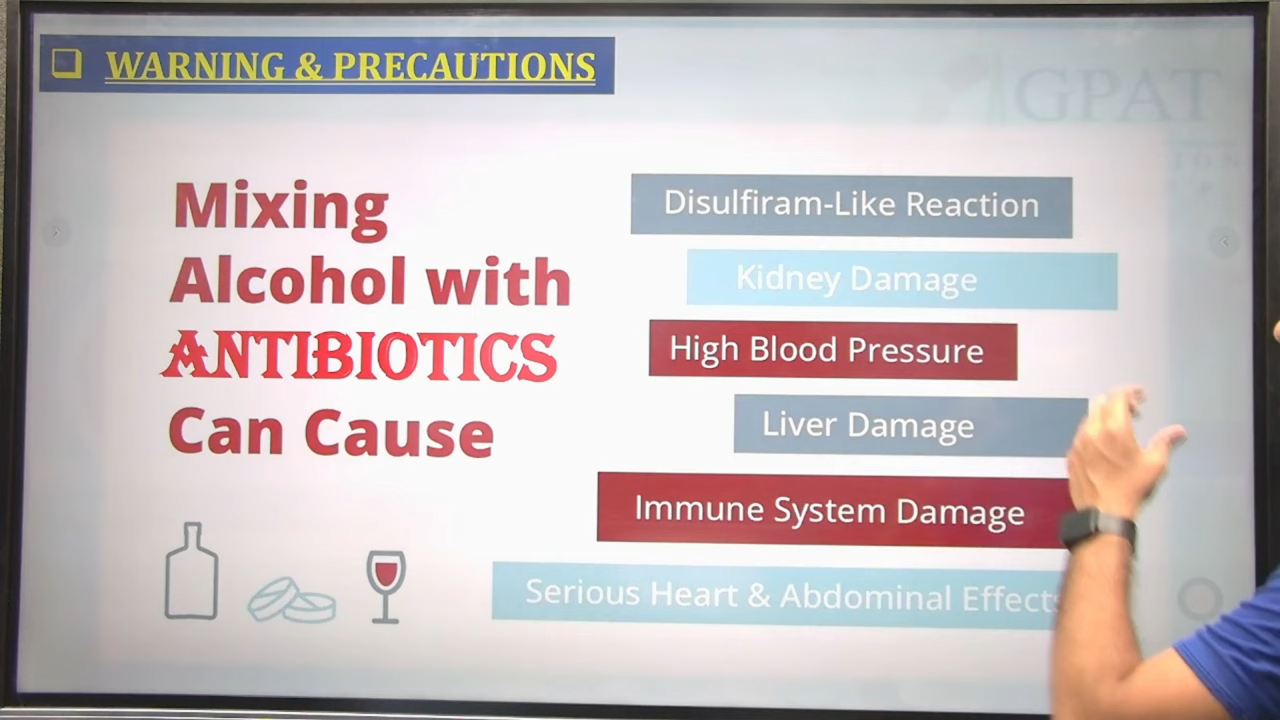 WARNING & PRECAUTIONS
GPAT
Mixing
Alcohol with
ANTIBIOTICS
Can Cause
Disulfiram-Like Reaction
Kidney Damage
High Blood Pressure
Liver Damage
Immune System Damage
Serious Heart & Abdominal Effects